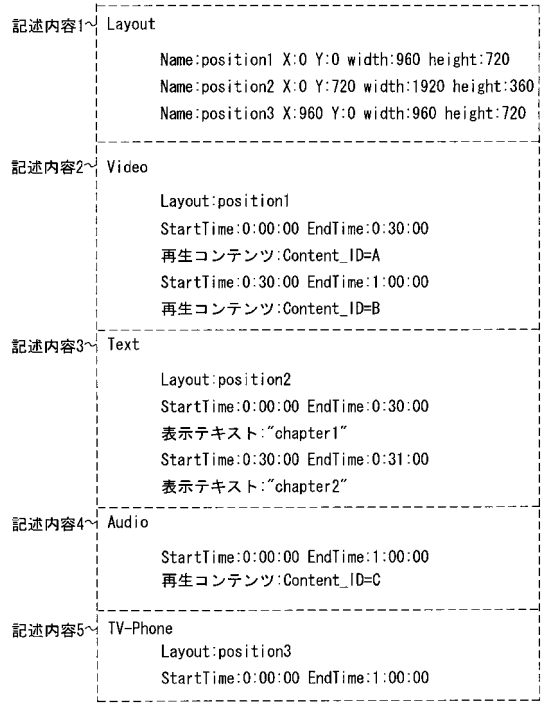 記述内容1~ Layout
Name:position1 X:0 Y:0 width:960 height:720
Name:position2 X:0 Y:720 width:1920 height:360
Name:position3 X:960 Y:0 width:960 height:720
記述内容2~ Video
Layout:position1
StartTime:0:00:00 EndTime:0:30:00
再生コンテンツ:Content_ID=A
StartTime:0:30:00 EndTime:1:00:00
再生コンテンツ:Content_ID=B
記述内容3~ Text
Layout:position2
StartTime:0:00:00 EndTime:0:30:00
表示テキスト:"chapter1"
StartTime:0:30:00 EndTime:0:31:00
表示テキスト:"chapter2"
記述内容4~ Audio
StartTime:0:00:00 EndTime:1:00:00
再生コンテンツ:Content_ID=C
記述内容5~ TV-Phone
Layout:position3
StartTime:0:00:00 EndTime:1:00:00